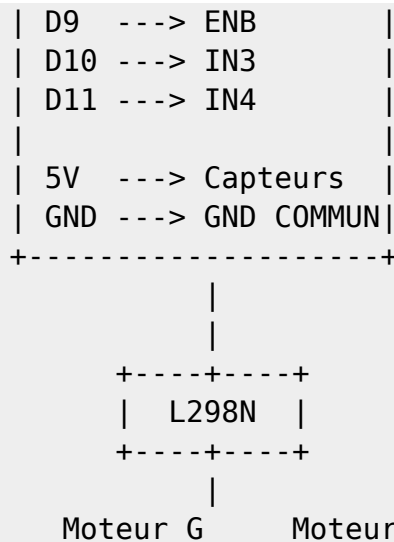 | D9  ---> ENB       |
| D10 ---> IN3       |
| D11 ---> IN4       |
|                    |
| 5V  ---> Capteurs  |
| GND ---> GND COMMUN|
+--------------------+
            |
            |
      +----+----+
      |  L298N  |
      +----+----+
            |
   Moteur G     Moteur